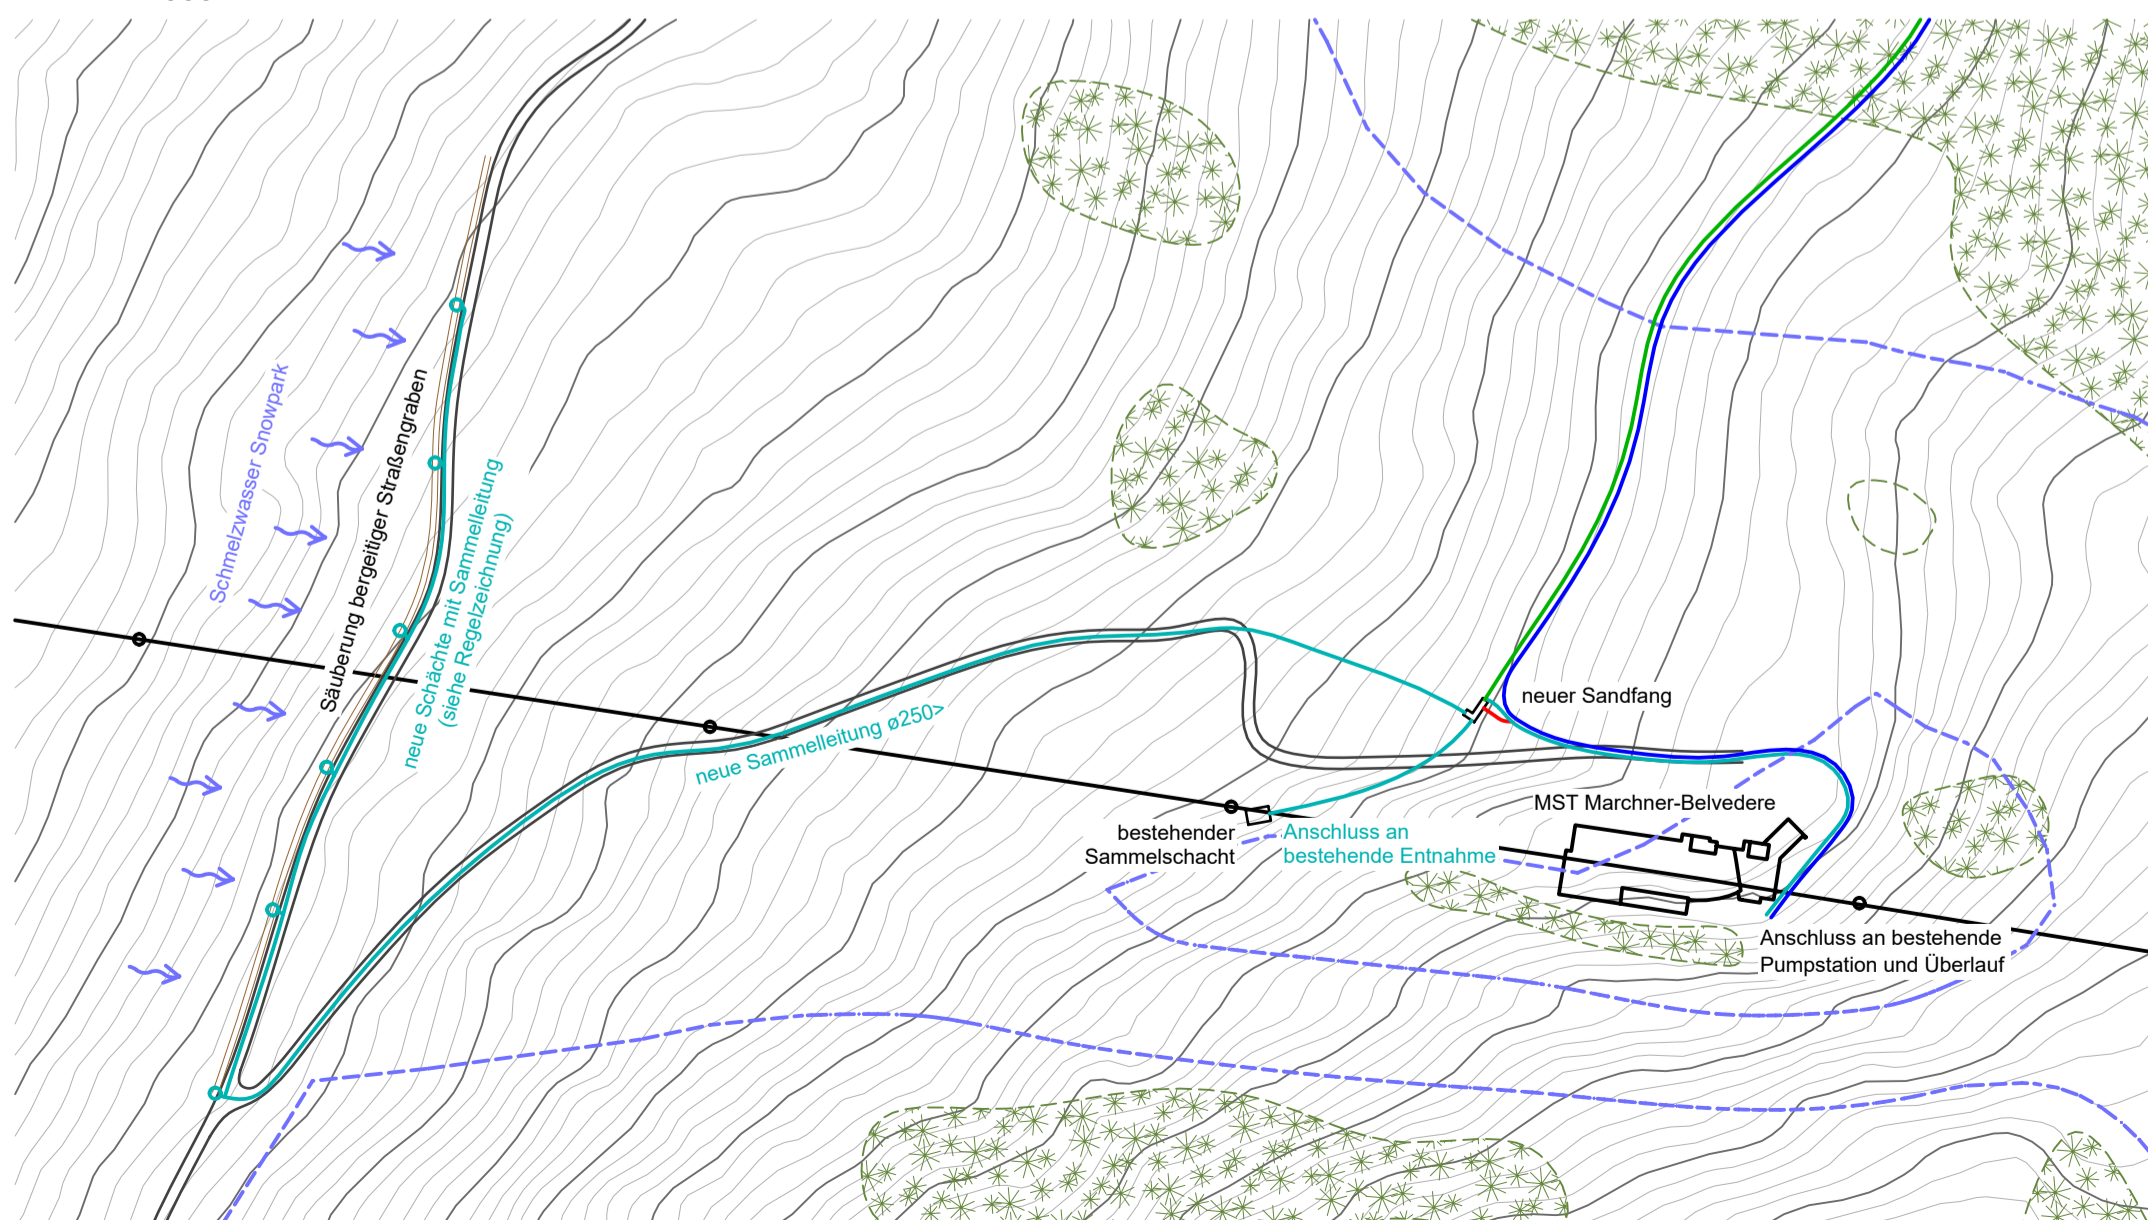 Schmelzwasser Snowpark
Säuberung bergeitiger Straßengraben
neue Schächte mit Sammelleitung
(siehe Regelzeichnung)
neue Sammelleitung ø250>
neuer Sandfang
MST Marchner-Belvedere
bestehender
Sammelschacht
Anschluss an
bestehende Entnahme
Anschluss an bestehende
Pumpstation und Überlauf